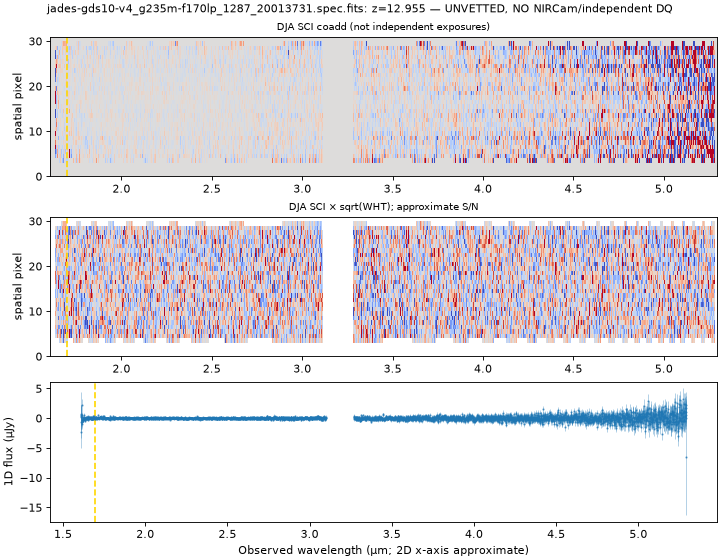 jades-gds10-v4_g235m-f170lp_1287_20013731.spec.fits: z=12.955 — UNVETTED, NO NIRCam/independent DQ
DJA SCI coadd (not independent exposures)
30
20
10
0
spatial pixel
2.0 2.5 3.0 3.5 4.0 4.5 5.0
DJA SCI × sqrt(WHT); approximate S/N
30
20
10
0
spatial pixel
2.0 2.5 3.0 3.5 4.0 4.5 5.0
5
0
−5
−10
−15
1D flux (μJy)
1.5 2.0 2.5 3.0 3.5 4.0 4.5 5.0
Observed wavelength (μm; 2D x-axis approximate)